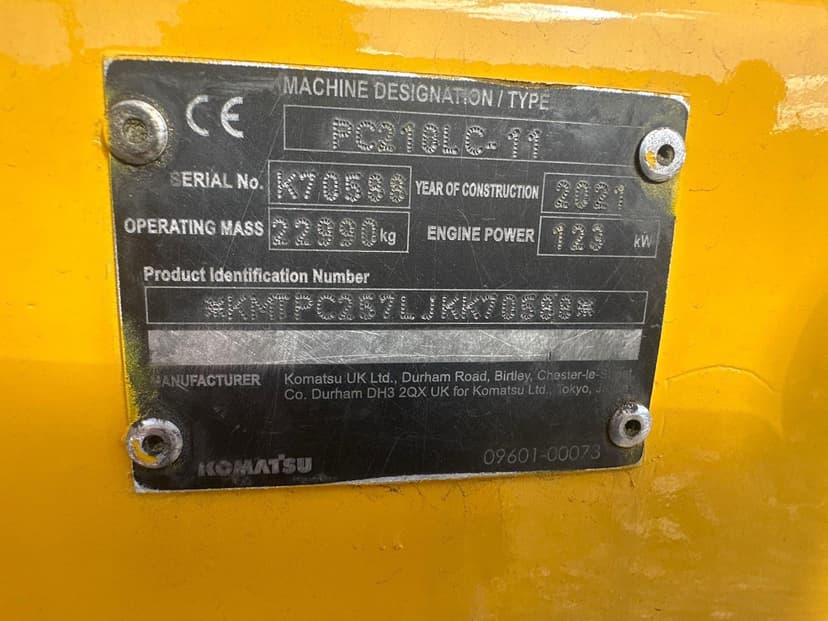 CE
MACHINE DESIGNATION / TYPE
PC210LC-11
SERIAL No. K70588 YEAR OF CONSTRUCTION 2021
OPERATING MASS 22990 kg ENGINE POWER 123 kW
Product Identification Number
*KMTPC257LJKK70588*
MANUFACTURER Komatsu UK Ltd., Durham Road, Birtley, Chester-le-Street,
Co. Durham DH3 2QX UK for Komatsu Ltd., Tokyo,
KOMATSU
09601-00073